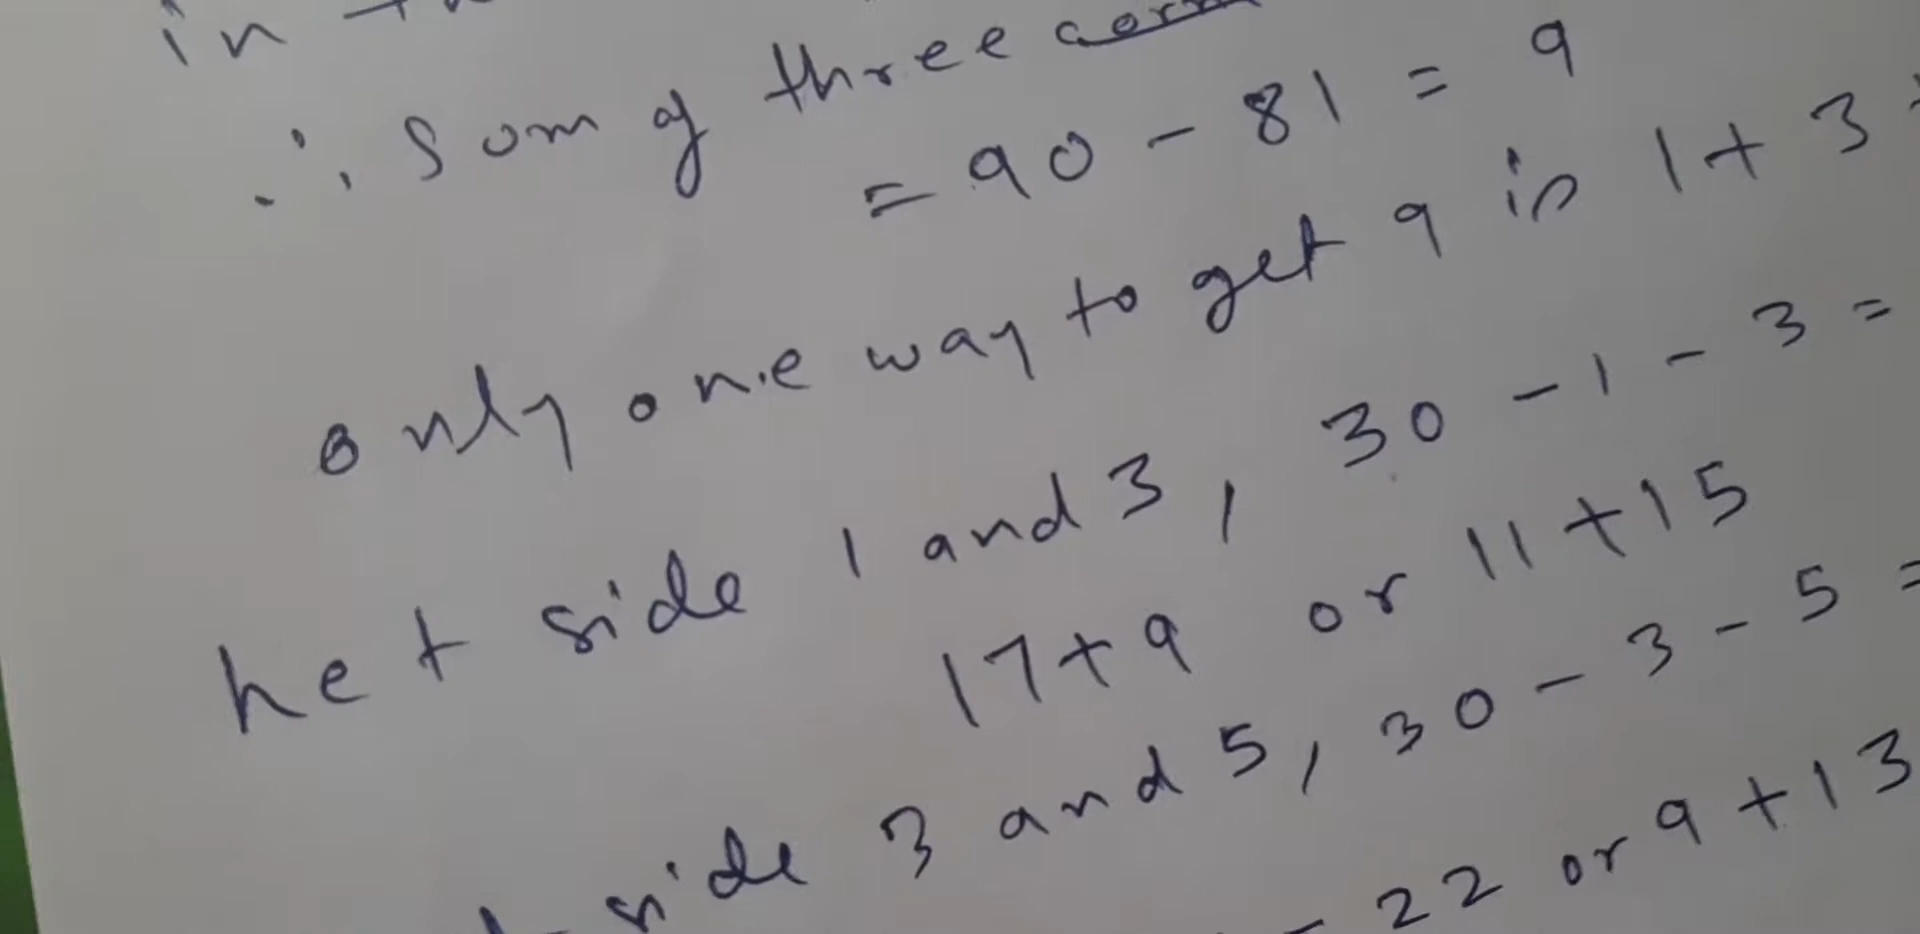 in
∴ Sum of three
= 90 - 81 = 9
only one way to get 9 is 1 + 3
het side 1 and 3, 30 - 1 - 3 =
17 + 9 or 11 + 15
side 3 and 5, 30 - 3 - 5 =
22 or 9 + 13